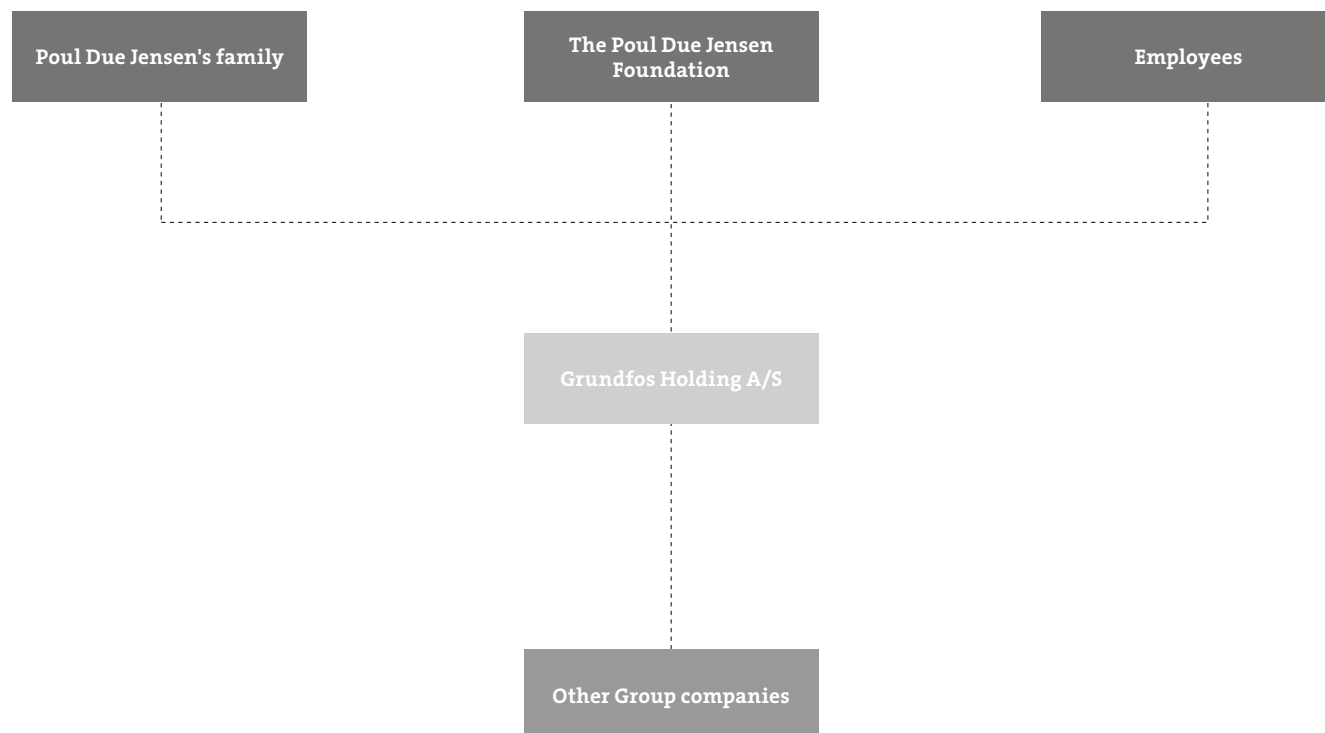 Poul Due Jensen's family
The Poul Due Jensen
Foundation
Employees
Grundfos Holding A/S
Other Group companies